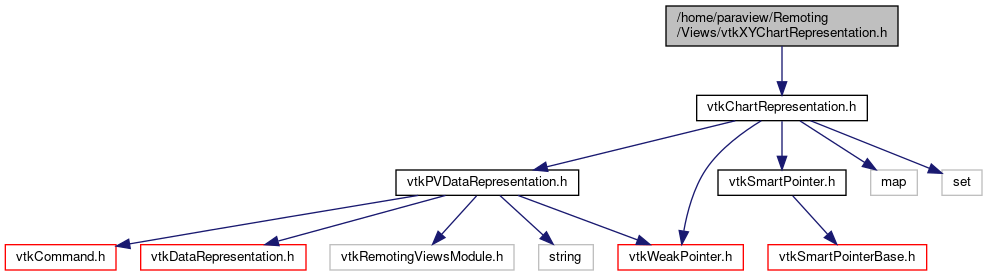 /home/paraview/Remoting
/Views/vtkXYChartRepresentation.h
vtkChartRepresentation.h
vtkPVDataRepresentation.h
vtkSmartPointer.h
map
set
vtkCommand.h
vtkDataRepresentation.h
vtkRemotingViewsModule.h
string
vtkWeakPointer.h
vtkSmartPointerBase.h